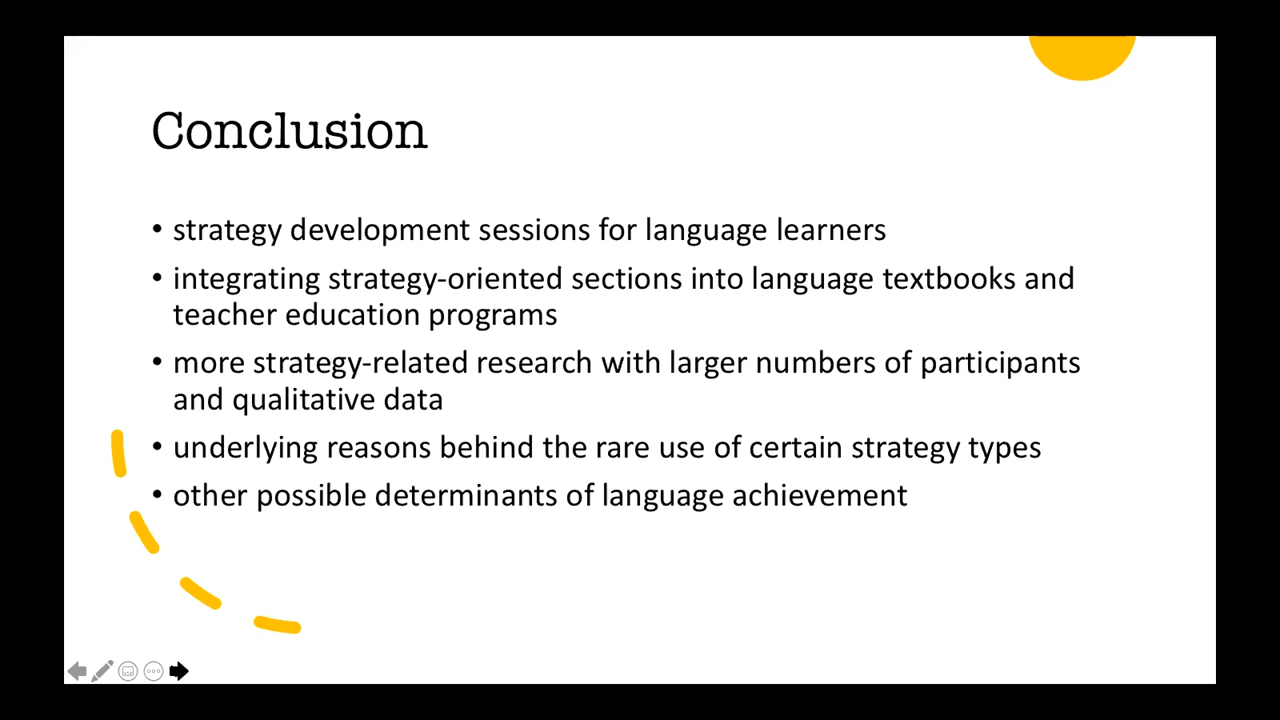 Conclusion
• strategy development sessions for language learners
• integrating strategy-oriented sections into language textbooks and
teacher education programs
• more strategy-related research with larger numbers of participants
and qualitative data
• underlying reasons behind the rare use of certain strategy types
• other possible determinants of language achievement